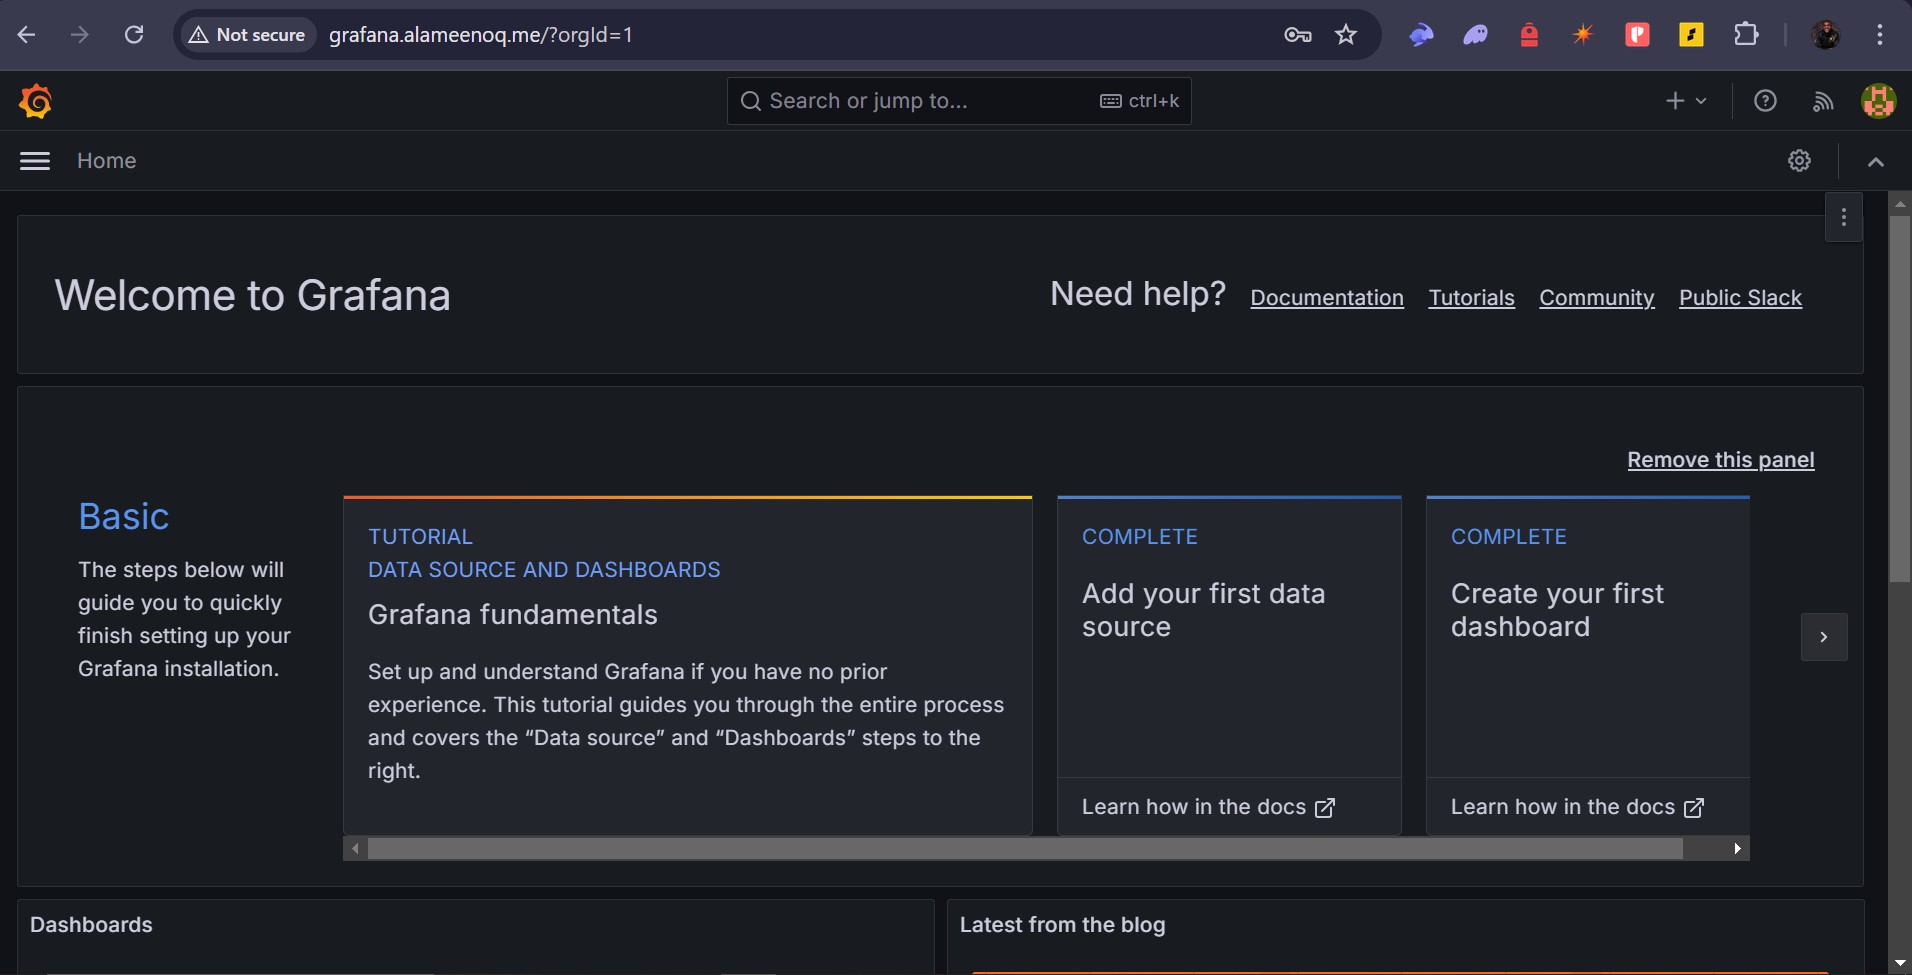 Not secure
grafana.alameenoq.me/?orgId=1
Search or jump to...
ctrl+k
Home
Welcome to Grafana
Need help?
Documentation
Tutorials
Community
Public Slack
Remove this panel
Basic
The steps below will
guide you to quickly
finish setting up your
Grafana installation.
TUTORIAL
DATA SOURCE AND DASHBOARDS
Grafana fundamentals
Set up and understand Grafana if you have no prior
experience. This tutorial guides you through the entire process
and covers the “Data source” and “Dashboards” steps to the
right.
COMPLETE
Add your first data
source
Learn how in the docs
COMPLETE
Create your first
dashboard
Learn how in the docs
Dashboards
Latest from the blog